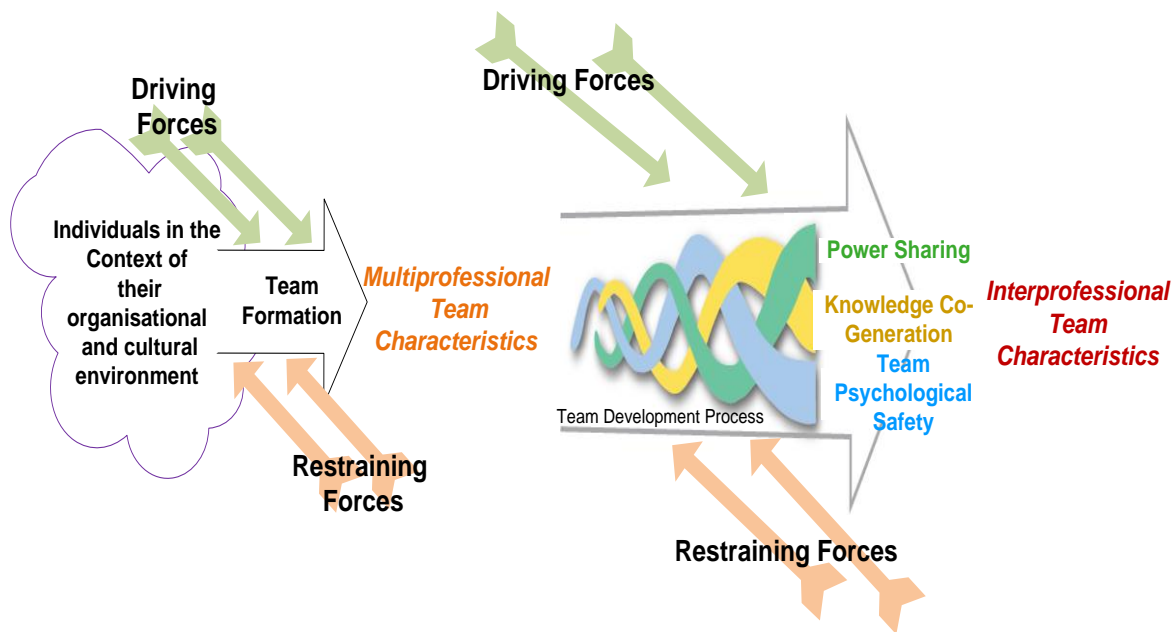 Driving
Forces
Individuals in the
Context of
their
organisational
and cultural
environment
Team
Formation
Restraining
Forces
Multiprofessional
Team
Characteristics
Driving Forces
Team Development Process
Power Sharing
Knowledge Co-
Generation
Team
Psychological
Safety
Restraining Forces
Interprofessional
Team
Characteristics